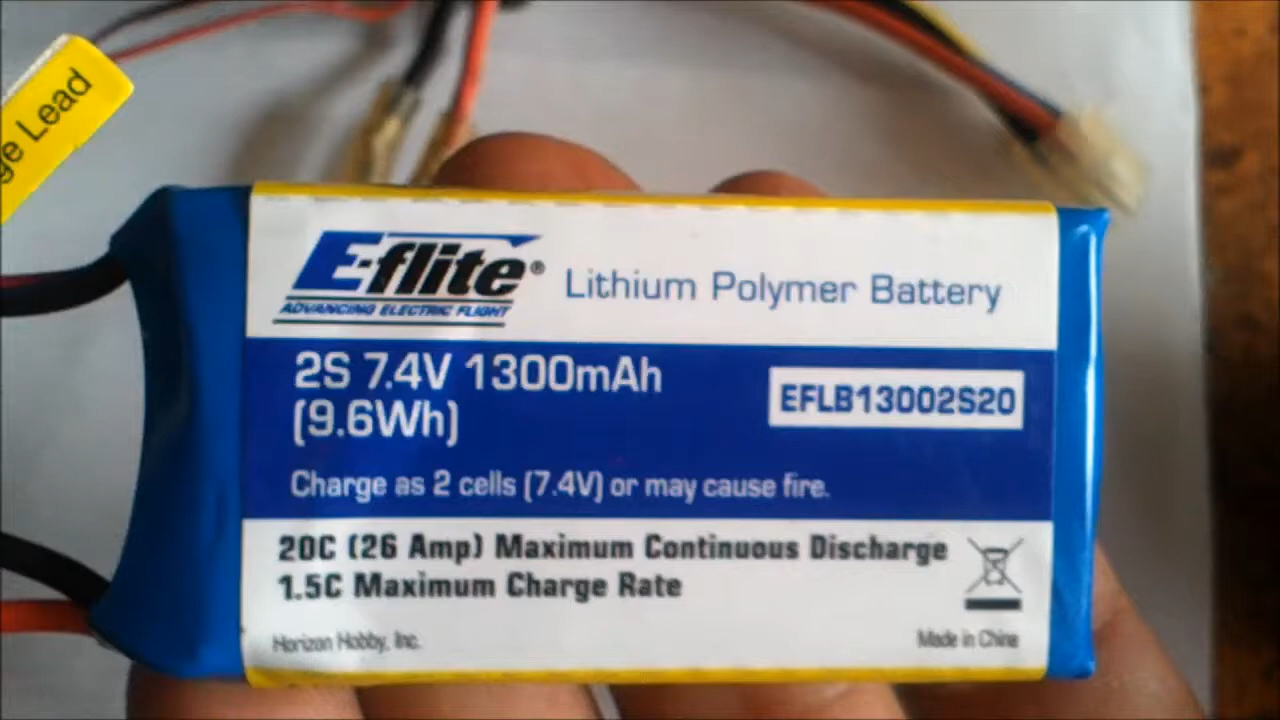 ge Lead
E-flite®
ADVANCING ELECTRIC FLIGHT
Lithium Polymer Battery
2S 7.4V 1300mAh
(9.6Wh)
EFLB13002S20
Charge as 2 cells (7.4V) or may cause fire.
20C (26 Amp) Maximum Continuous Discharge
1.5C Maximum Charge Rate
Horizon Hobby, Inc.
Made in China